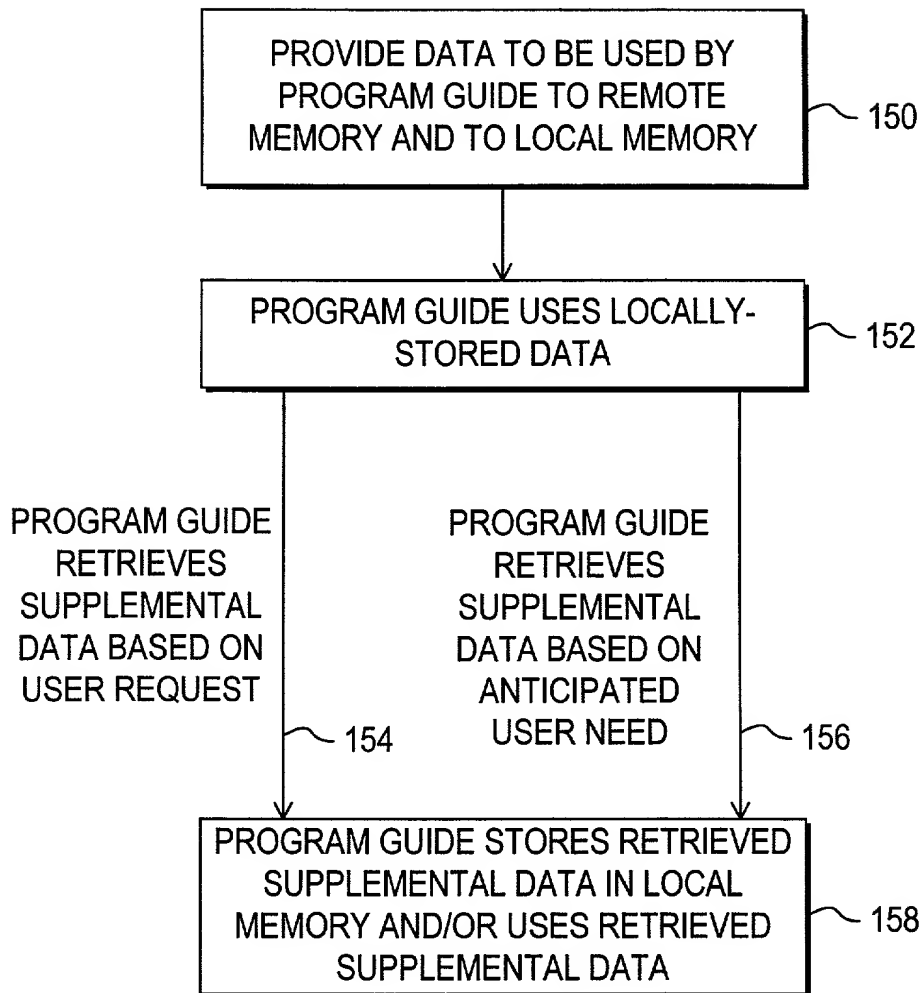 PROVIDE DATA TO BE USED BY
PROGRAM GUIDE TO REMOTE
MEMORY AND TO LOCAL MEMORY
150
PROGRAM GUIDE USES LOCALLY-
STORED DATA
152
PROGRAM GUIDE
RETRIEVES
SUPPLEMENTAL
DATA BASED ON
USER REQUEST
154
PROGRAM GUIDE
RETRIEVES
SUPPLEMENTAL
DATA BASED ON
ANTICIPATED
USER NEED
156
PROGRAM GUIDE STORES RETRIEVED
SUPPLEMENTAL DATA IN LOCAL
MEMORY AND/OR USES RETRIEVED
SUPPLEMENTAL DATA
158